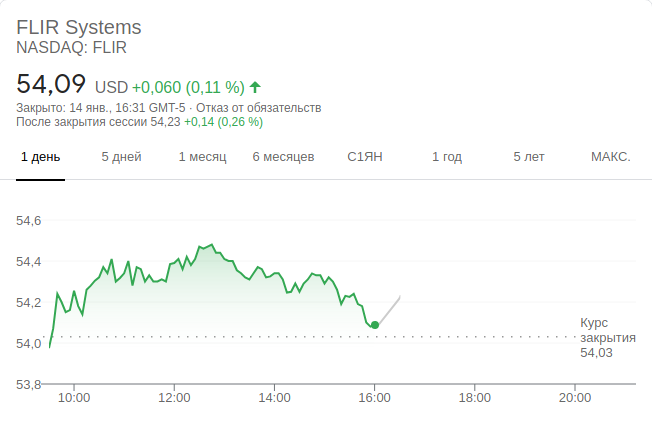 FLIR Systems
NASDAQ: FLIR
54,09 USD +0,060 (0,11 %)
Закрыто: 14 янв., 16:31 GMT-5 · Отказ от обязательств
После закрытия сессии 54,23 +0,14 (0,26 %)
1 день 5 дней 1 месяц 6 месяцев С1ЯН 1 год 5 лет МАКС.
54,6
54,4
54,2
54,0
53,8
Курс
закрытия
54,03
10:00 12:00 14:00 16:00 18:00 20:00